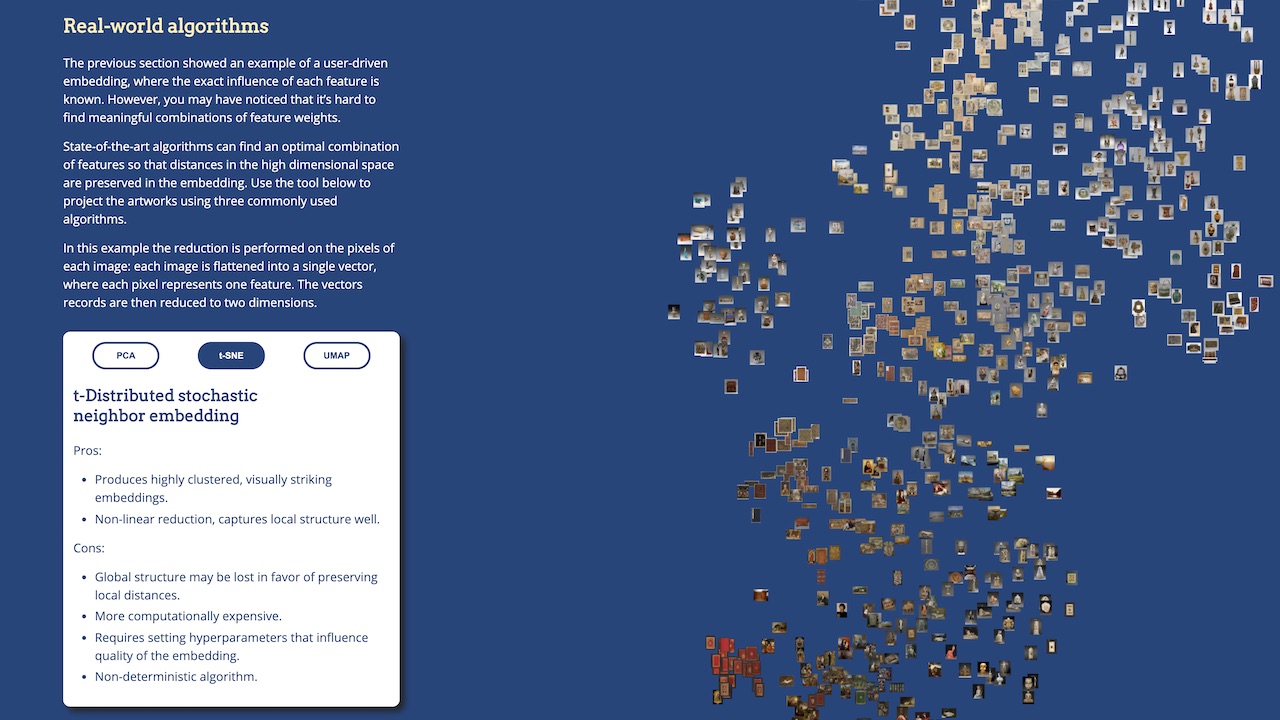 Real-world algorithms
The previous section showed an example of a user-driven
embedding, where the exact influence of each feature is
known. However, you may have noticed that it's hard to
find meaningful combinations of feature weights.
State-of-the-art algorithms can find an optimal combination
of features so that distances in the high dimensional space
are preserved in the embedding. Use the tool below to
project the artworks using three commonly used
algorithms.
In this example the reduction is performed on the pixels of
each image: each image is flattened into a single vector,
where each pixel represents one feature. The vectors
records are then reduced to two dimensions.
PCA
t-SNE
UMAP
t-Distributed stochastic
neighbor embedding
Pros:
• Produces highly clustered, visually striking
embeddings.
• Non-linear reduction, captures local structure well.
Cons:
• Global structure may be lost in favor of preserving
local distances.
• More computationally expensive.
• Requires setting hyperparameters that influence
quality of the embedding.
• Non-deterministic algorithm.